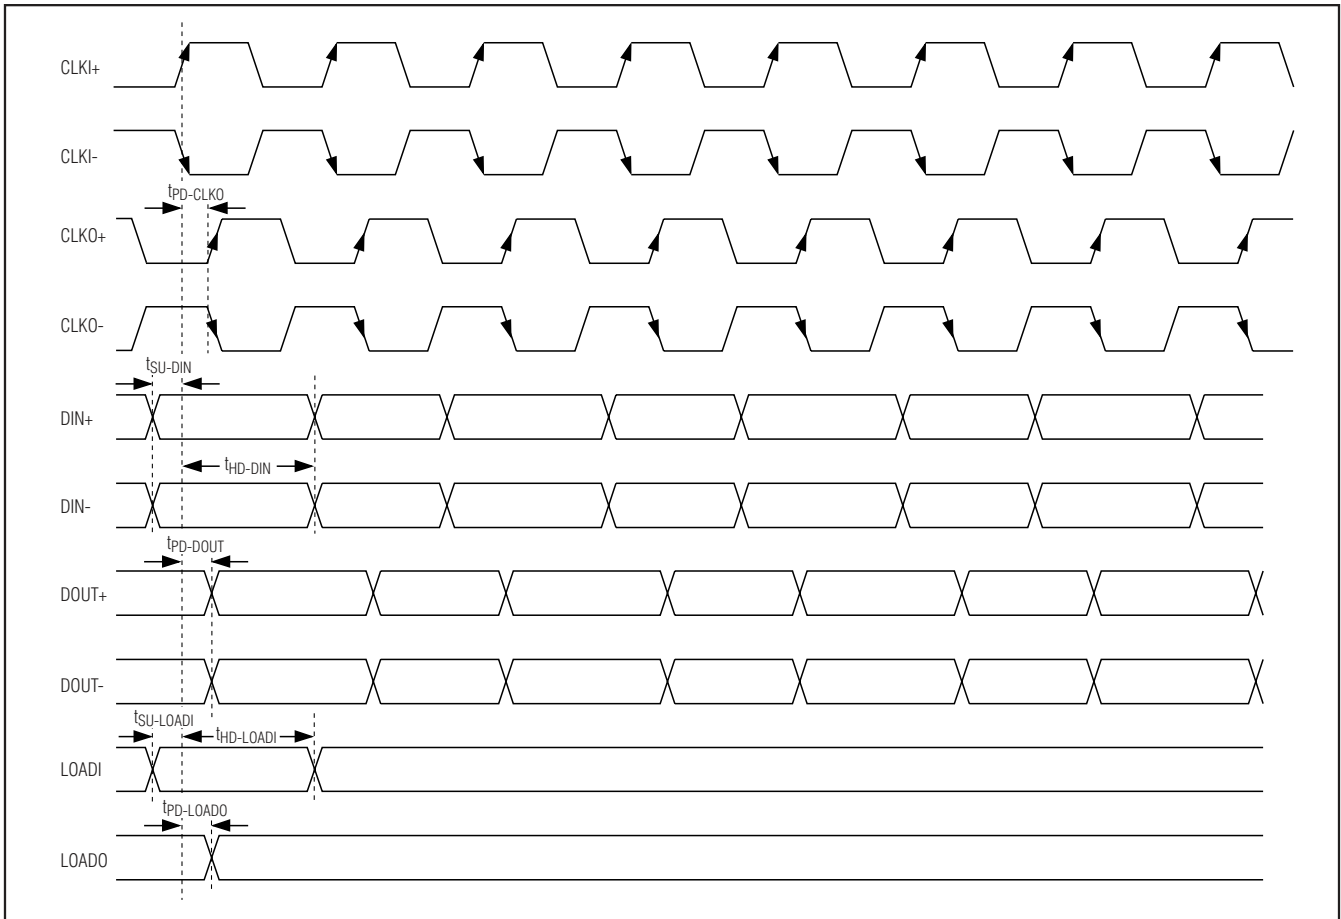 CLKI+
CLKI-
tPD-CLKO
CLKO+
CLKO-
tSU-DIN
DIN+
tHD-DIN
DIN-
tPD-DOUT
DOUT+
DOUT-
tSU-LOADI
tHD-LOADI
LOADI
tPD-LOADO
LOADO